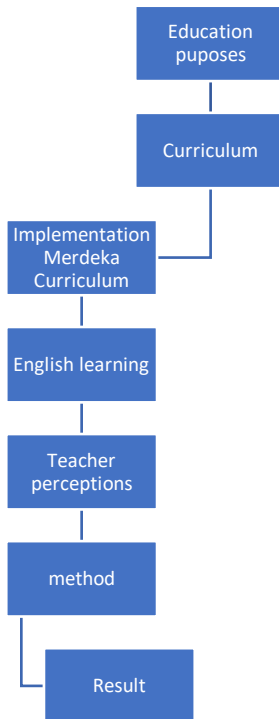 Education
puposes
Curriculum
Implementation
Merdeka
Curriculum
English learning
Teacher
perceptions
method
Result